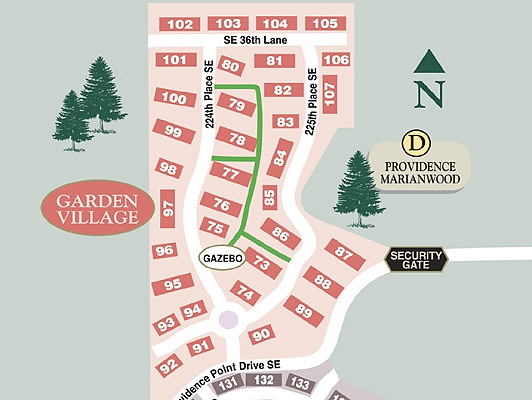 102 103 104 105
SE 36th Lane
101 80 81 106
224th Place SE
225th Place SE
100 79 82 107
99 78 83
98 77 84
97 76 85
75 86
96
GAZEBO
73 87
95 74 88
94 89
93 90
92 91
Providence Point Drive SE
131 132 133
GARDEN
VILLAGE
N
D
PROVIDENCE
MARIANWOOD
SECURITY
GATE